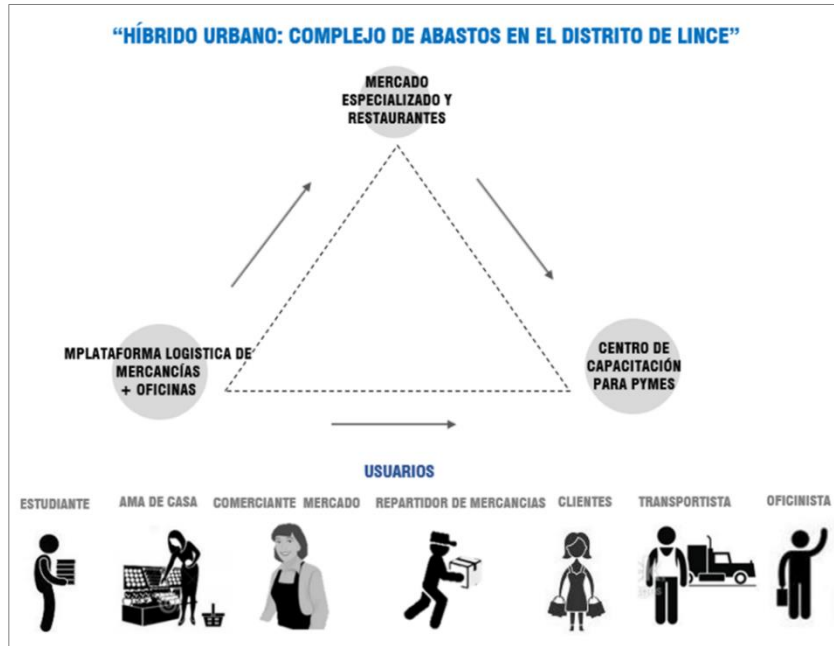 “HÍBRIDO URBANO: COMPLEJO DE ABASTOS EN EL DISTRITO DE LINCE”
MERCADO
ESPECIALIZADO Y
RESTAURANTES
MPLATAFORMA LOGISTICA DE
MERCANCÍAS
+ OFICINAS
CENTRO DE
CAPACITACIÓN
PARA PYMES
USUARIOS
ESTUDIANTE
AMA DE CASA
COMERCIANTE MERCADO
REPARTIDOR DE MERCANCIAS
CLIENTES
TRANSPORTISTA
OFICINISTA